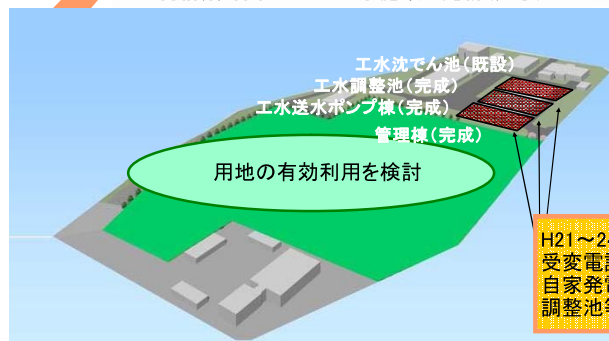 工水沈でん池(既設)
工水調整池(完成)
工水送水ポンプ棟(完成)
管理棟(完成)
用地の有効利用を検討
H21～2
受変電
自家発
調整池